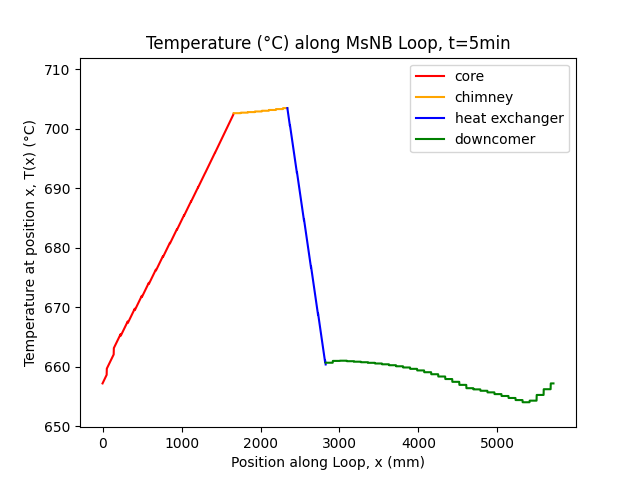 Temperature (°C) along MsNB Loop, t=5min
710
700
690
680
670
660
650
Temperature at position x, T(x) (°C)
core
chimney
heat exchanger
downcomer
0
1000
2000
3000
4000
5000
Position along Loop, x (mm)